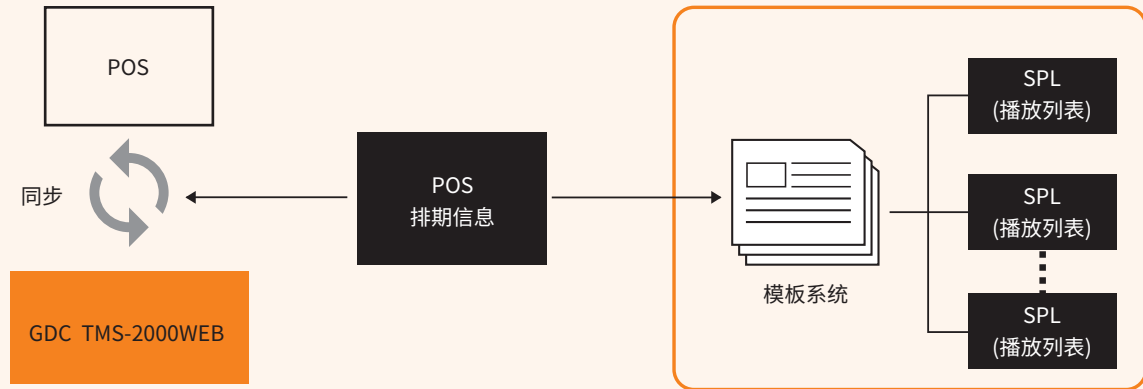 POS
同步
GDC TMS-2000WEB
POS
排期信息
模板系统
SPL
(播放列表)
SPL
(播放列表)
SPL
(播放列表)